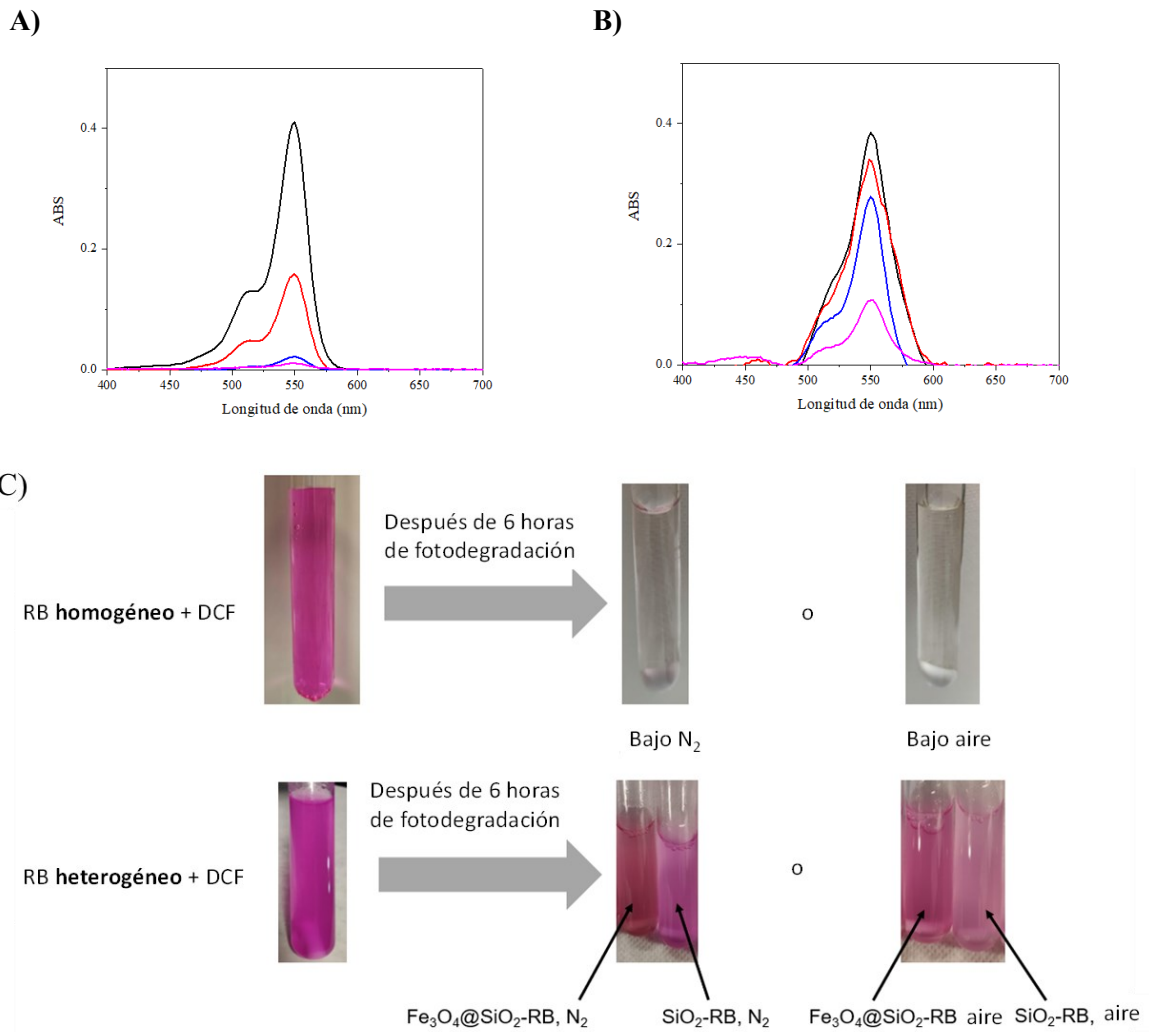 A)
B)
0.4
0.2
0.0
400
450
500
550
600
650
700
ABS
Longitud de onda (nm)
0.4
0.2
0.0
400
450
500
550
600
650
700
ABS
Longitud de onda (nm)
C)
RB homogéneo + DCF
Después de 6 horas
de fotodegradación
o
Bajo N₂
Bajo aire
RB heterogéneo + DCF
Después de 6 horas
de fotodegradación
o
Fe₃O₄@SiO₂-RB, N₂
SiO₂-RB, N₂
Fe₃O₄@SiO₂-RB aire
SiO₂-RB, aire